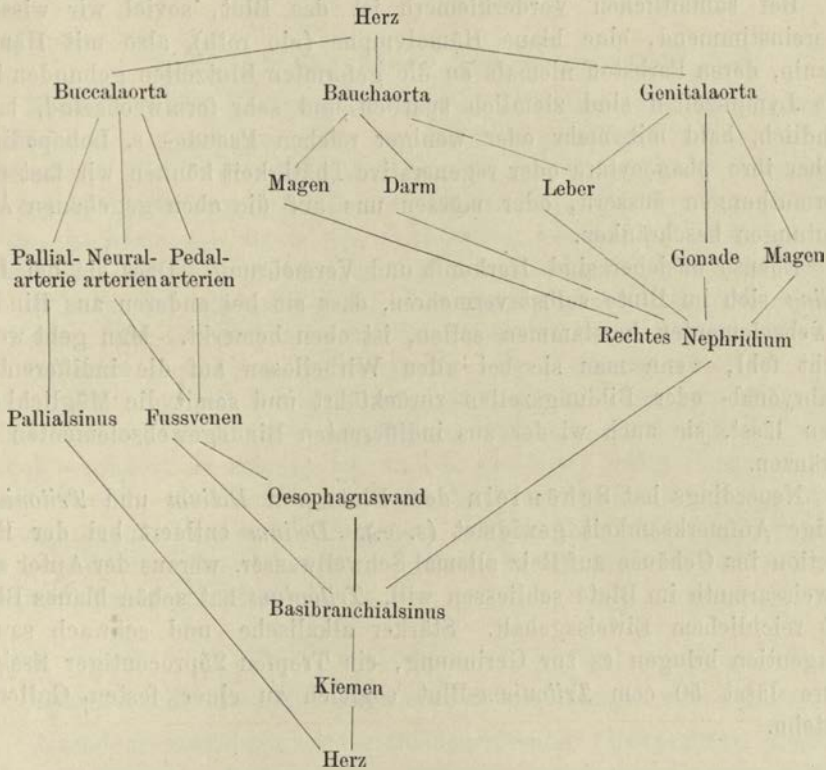 Herz
Buccalaorta Bauchaorta Genitalaorta
Magen Darm Leber
Pallial- Neural- Pedal- Gonade Magen
arterie arterien arterien
Rechtes Nephridium
Pallialsinus Fussvenen
Oesophaguswand
Basibranchialsinus
Kiemen
Herz